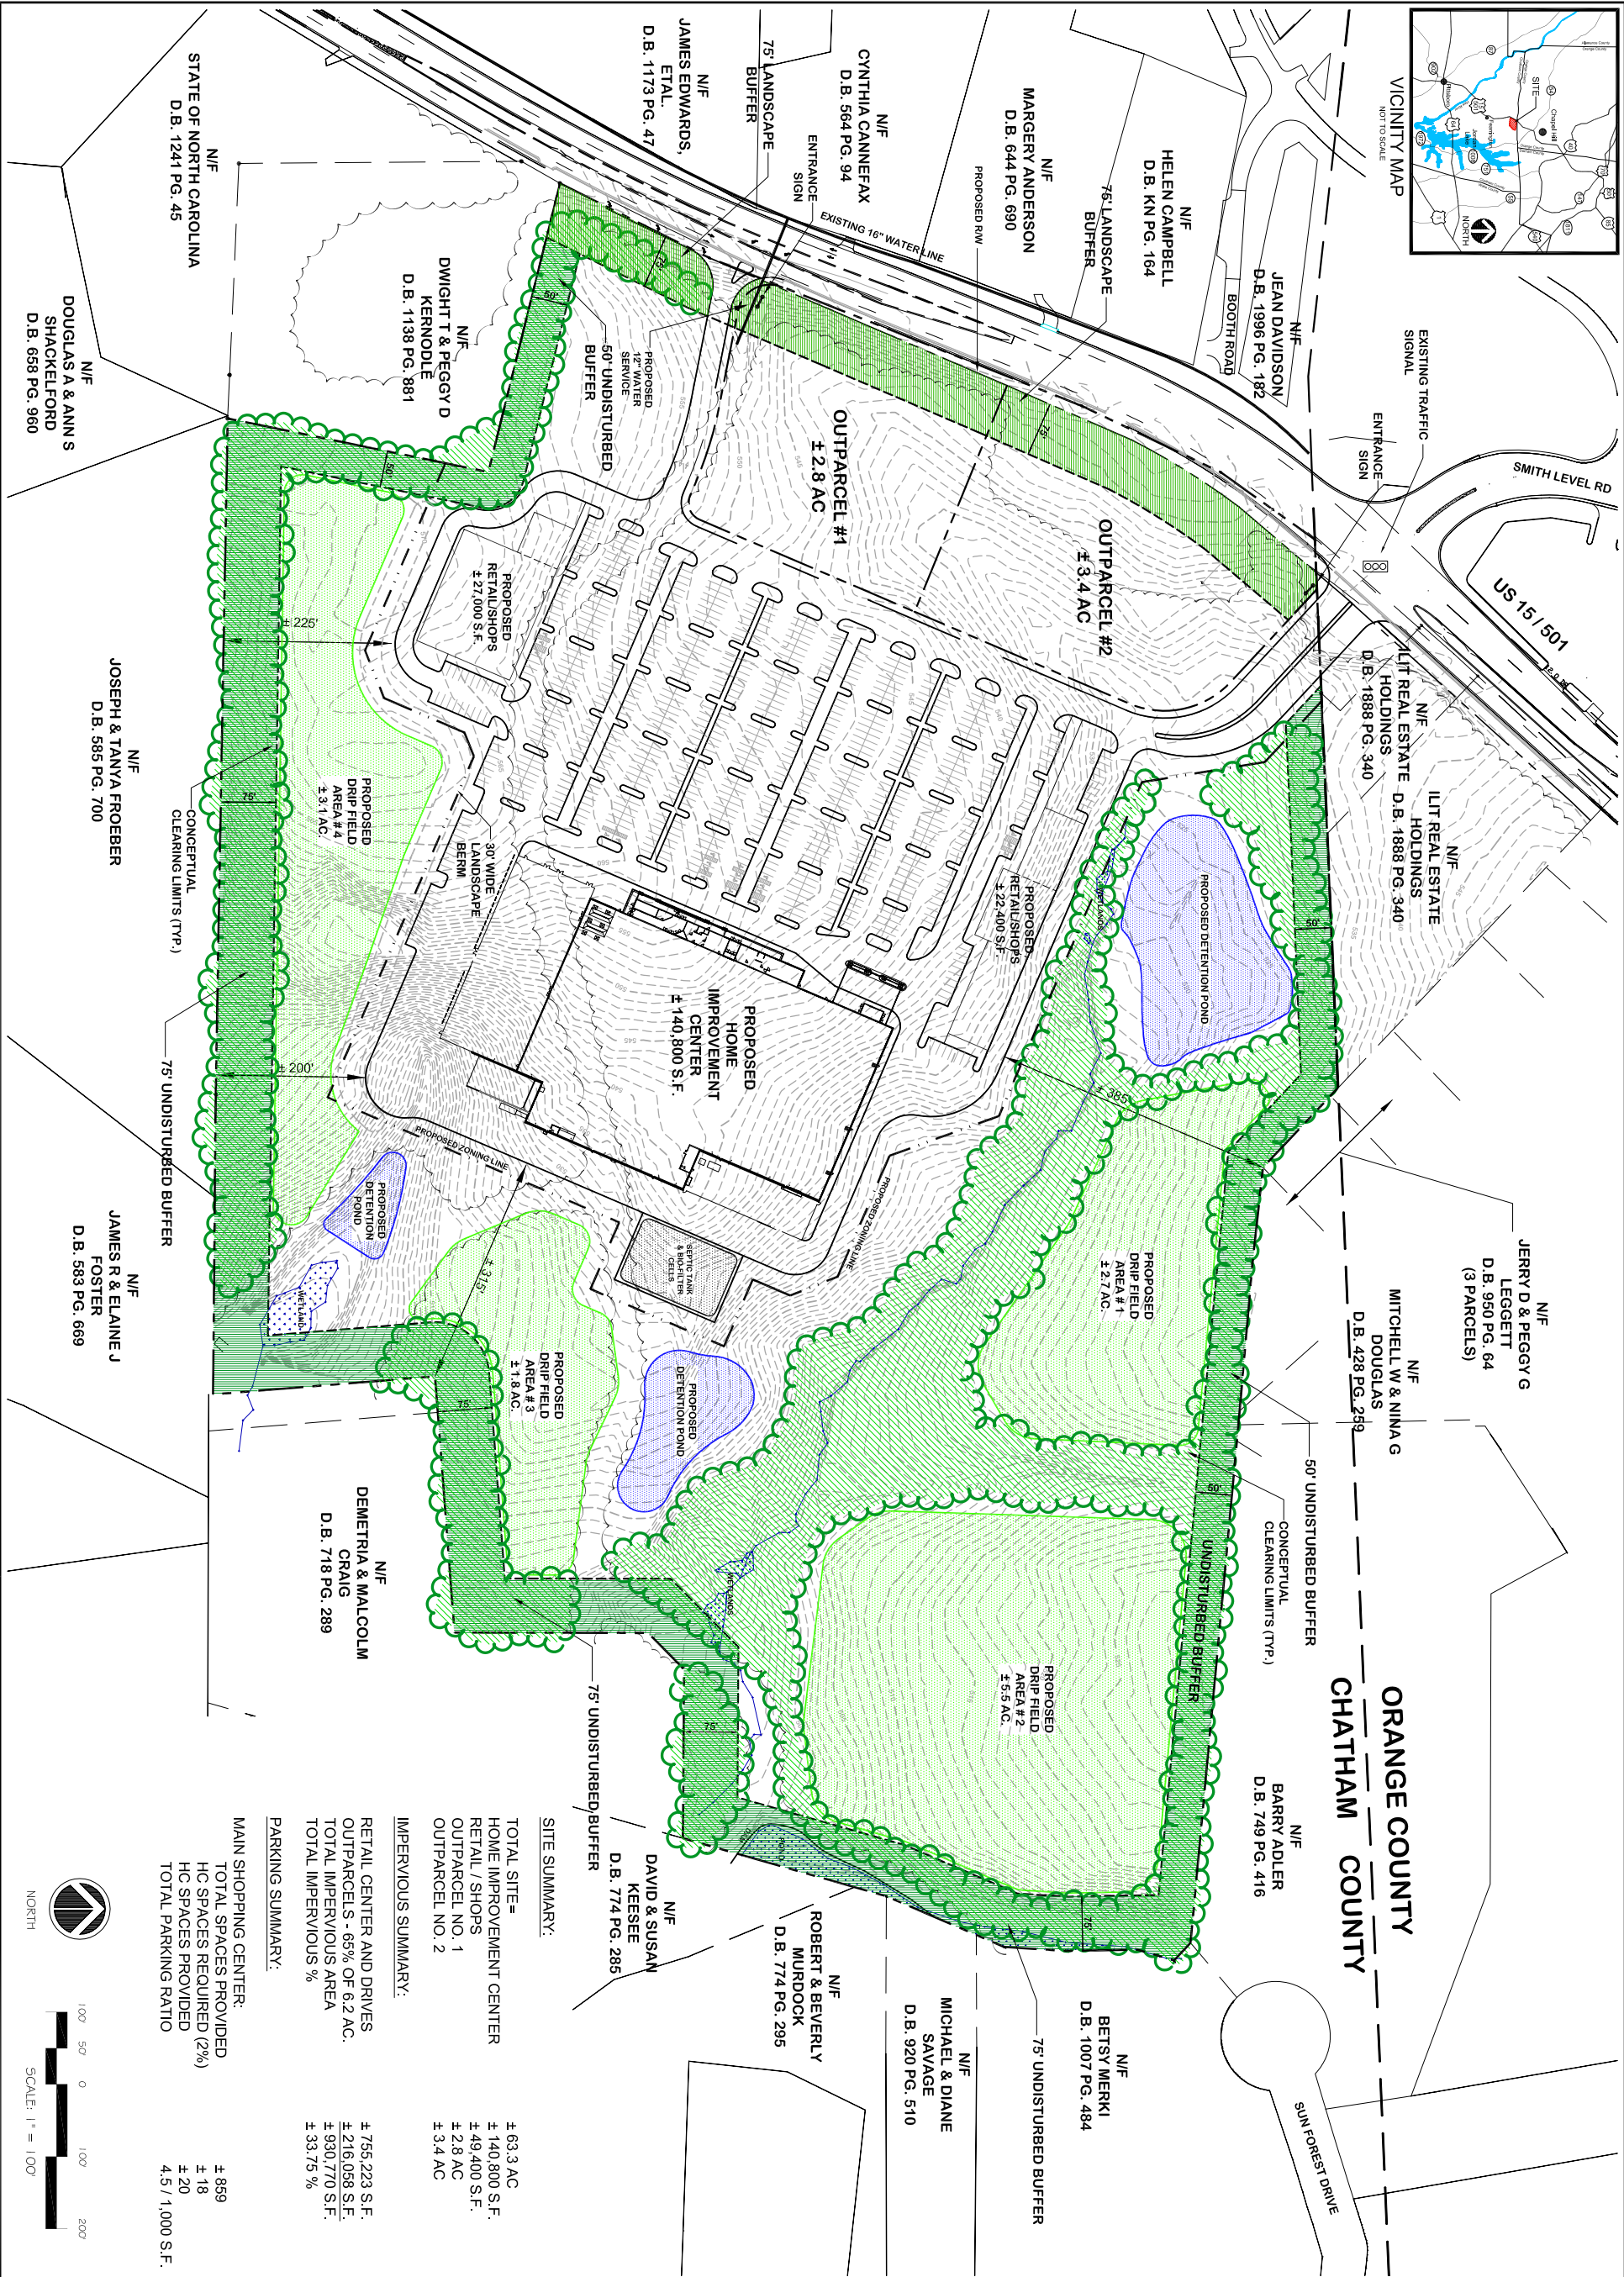 VICINITY MAP
NOT TO SCALE
SITE
Chapel Hill
NORTH
EXISTING TRAFFIC
SIGNAL
ENTRANCE
SIGN
SMITH LEVEL RD
US 15 / 501
N/F
JEAN DAVIDSON
D.B. 1996 PG. 182
BOOTH ROAD
N/F
HELEN CAMPBELL
D.B. KN PG. 164
75' LANDSCAPE
BUFFER
N/F
MARGERY ANDERSON
D.B. 644 PG. 690
PROPOSED R/W
EXISTING 16" WATER LINE
N/F
CYNTHIA CANNEFAX
D.B. 564 PG. 94
ENTRANCE
SIGN
75' LANDSCAPE
BUFFER
N/F
JAMES EDWARDS,
ETAL.
D.B. 1173 PG. 47
N/F
STATE OF NORTH CAROLINA
D.B. 1241 PG. 45
N/F
DWIGHT T & PEGGY D
KERNODLE
D.B. 1138 PG. 881
N/F
DOUGLAS A & ANN S
SHACKELFORD
D.B. 658 PG. 960
50' UNDISTURBED
BUFFER
PROPOSED
12" WATER
SERVICE
75'
50'
50'
75'
OUTPARCEL #1
± 2.8 AC
OUTPARCEL #2
± 3.4 AC
N/F
ILIT REAL ESTATE
HOLDINGS
D.B. 1888 PG. 340
N/F
ILIT REAL ESTATE
HOLDINGS
D.B. 1888 PG. 340
PROPOSED
RETAIL/SHOPS
± 27,000 S.F.
PROPOSED
RETAIL/SHOPS
± 22,400 S.F.
PROPOSED DETENTION POND
WETLANDS
50'
± 225'
75'
PROPOSED
DRIP FIELD
AREA # 4
± 3.1 AC.
30' WIDE
LANDSCAPE
BERM
PROPOSED
HOME
IMPROVEMENT
CENTER
± 140,800 S.F.
± 385'
± 200'
PROPOSED ZONING LINE
PROPOSED ZONING LINE
N/F
JOSEPH & TANYA FROEBER
D.B. 585 PG. 700
CONCEPTUAL
CLEARING LIMITS (TYP.)
75' UNDISTURBED BUFFER
PROPOSED
DETENTION
POND
WETLAND
SEPTIC TANK
& BIO-FILTER
CELLS
± 315'
PROPOSED
DRIP FIELD
AREA # 1
± 2.7 AC.
PROPOSED
DRIP FIELD
AREA # 3
± 1.8 AC.
PROPOSED
DETENTION POND
75'
N/F
JAMES R & ELAINE J
FOSTER
D.B. 583 PG. 669
N/F
JERRY D & PEGGY G
LEGGETT
D.B. 950 PG. 64
(3 PARCELS)
N/F
MITCHELL W & NINA G
DOUGLAS
D.B. 428 PG. 259
50' UNDISTURBED BUFFER
CONCEPTUAL
CLEARING LIMITS (TYP.)
50'
UNDISTURBED BUFFER
N/F
DEMETRIA & MALCOLM
CRAIG
D.B. 718 PG. 289
WETLANDS
75' UNDISTURBED BUFFER
75'
PROPOSED
DRIP FIELD
AREA # 2
± 5.5 AC.
ORANGE COUNTY
CHATHAM COUNTY
N/F
BARRY ADLER
D.B. 749 PG. 416
75'
POND
N/F
DAVID & SUSAN
KEESEE
D.B. 774 PG. 285
N/F
ROBERT & BEVERLY
MURDOCK
D.B. 774 PG. 295
N/F
MICHAEL & DIANE
SAVAGE
D.B. 920 PG. 510
75' UNDISTURBED BUFFER
N/F
BETSY MERKI
D.B. 1007 PG. 484
SUN FOREST DRIVE
SITE SUMMARY:
TOTAL SITE= ± 63.3 AC
HOME IMPROVEMENT CENTER ± 140,800 S.F.
RETAIL / SHOPS ± 49,400 S.F.
OUTPARCEL NO. 1 ± 2.8 AC
OUTPARCEL NO. 2 ± 3.4 AC
IMPERVIOUS SUMMARY:
RETAIL CENTER AND DRIVES ± 755,223 S.F.
OUTPARCELS - 65% OF 6.2 AC. ± 216,058 S.F.
TOTAL IMPERVIOUS AREA ± 930,770 S.F.
TOTAL IMPERVIOUS % ± 33.75 %
PARKING SUMMARY:
MAIN SHOPPING CENTER:
TOTAL SPACES PROVIDED ± 859
HC SPACES REQUIRED (2%) ± 18
HC SPACES PROVIDED ± 20
TOTAL PARKING RATIO 4.5 / 1,000 S.F.
NORTH
100' 50' 0 100' 200'
SCALE: 1" = 100'